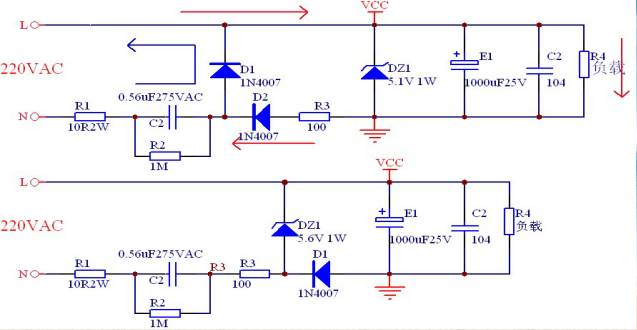 VCC
L
D1
1N4007
DZ1
5.1V 1W
E1
1000uF25V
C2
104
R4
负载
220VAC
0.56uF275VAC
D2
1N4007
R3
100
N
R1
10R2W
C2
R2
1M
VCC
L
DZ1
5.6V 1W
E1
1000uF25V
C2
104
R4
负载
220VAC
0.56uF275VAC
R3
R3
100
D1
1N4007
N
R1
10R2W
C2
R2
1M